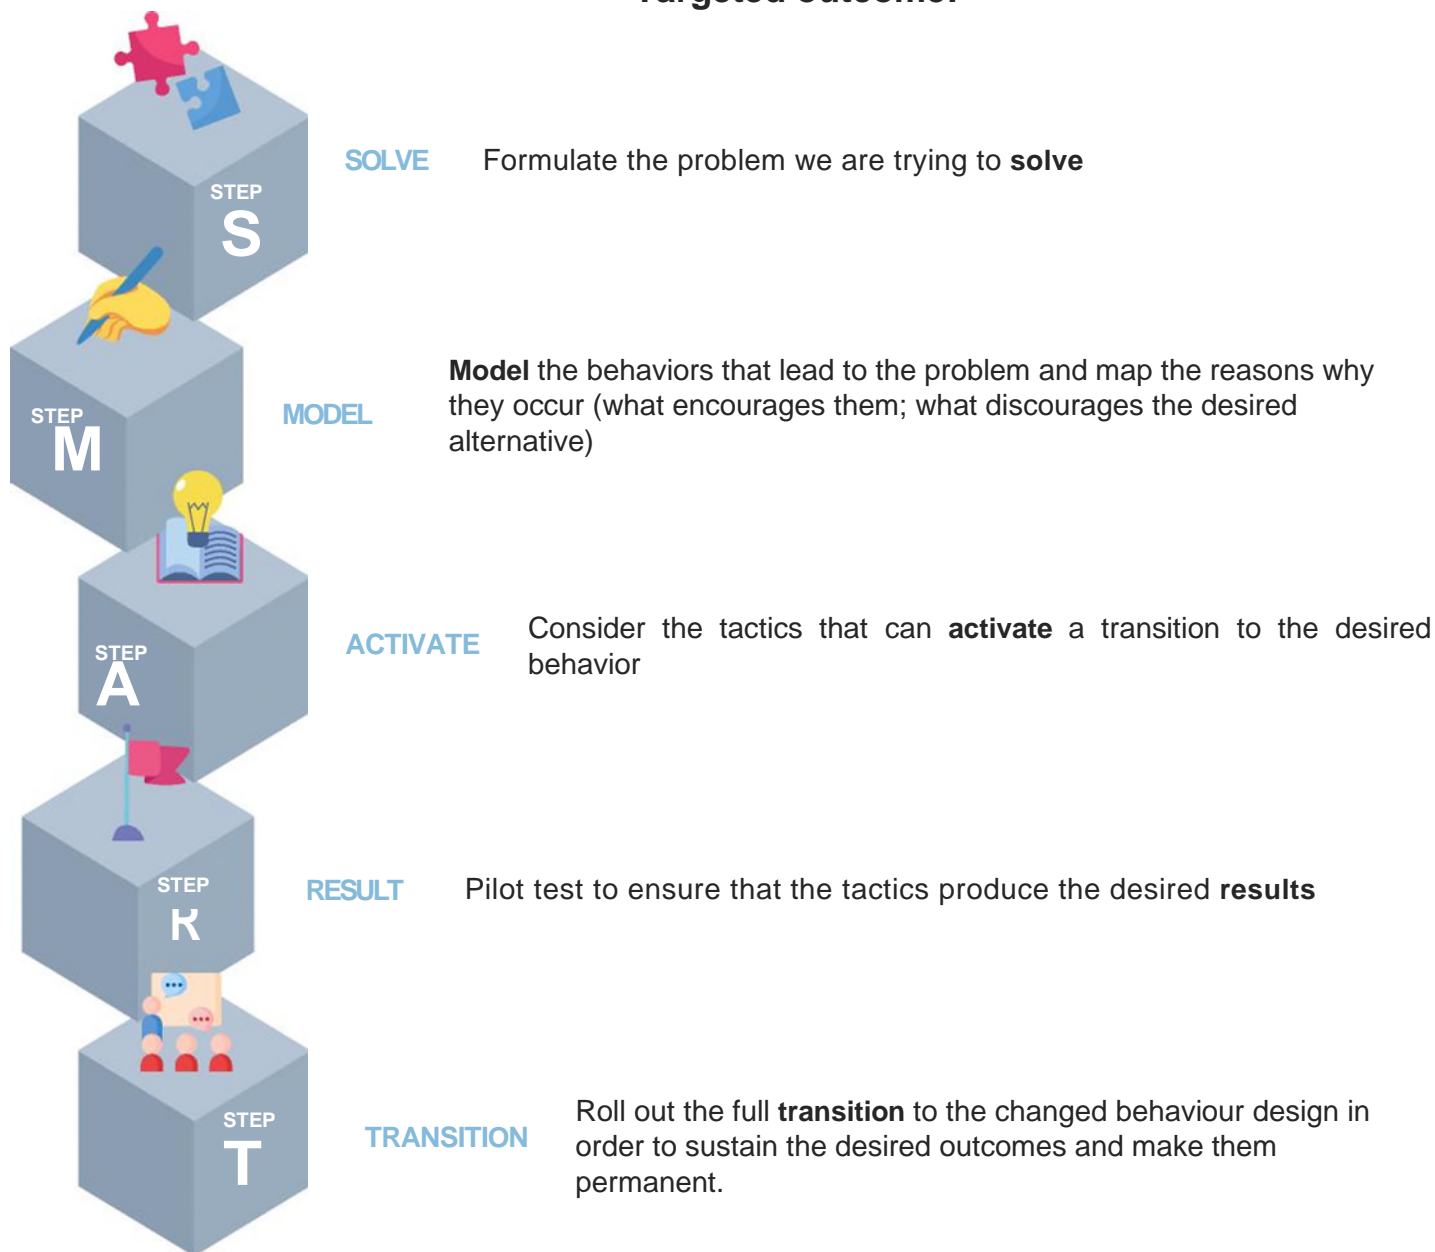 Targeted outcome:
STEP
S
SOLVE
Formulate the problem we are trying to solve
STEP
M
MODEL
Model the behaviors that lead to the problem and map the reasons why
they occur (what encourages them; what discourages the desired
alternative)
STEP
A
ACTIVATE
Consider the tactics that can activate a transition to the desired
behavior
STEP
R
RESULT
Pilot test to ensure that the tactics produce the desired results
STEP
T
TRANSITION
Roll out the full transition to the changed behaviour design in
order to sustain the desired outcomes and make them
permanent.